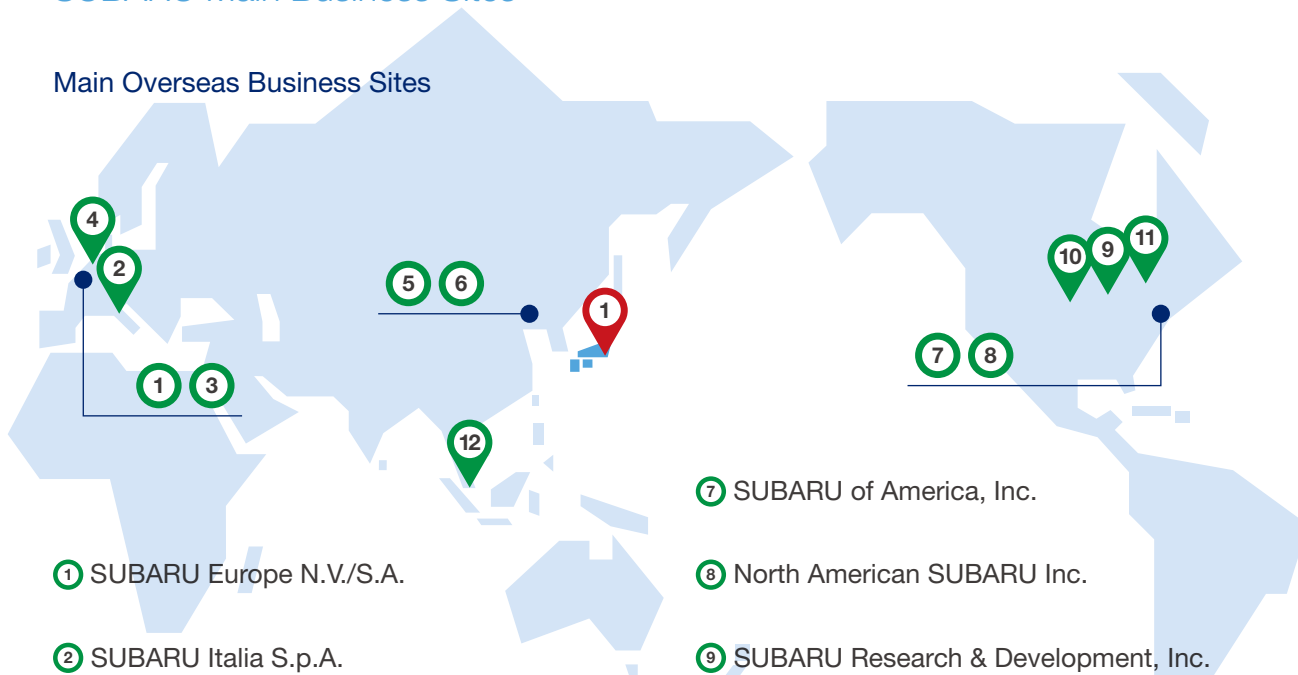 Main Overseas Business Sites
4
2
5 6
1
10 9 11
7 8
1 3
12
7 SUBARU of America, Inc.
1 SUBARU Europe N.V./S.A.
8 North American SUBARU Inc.
2 SUBARU Italia S.p.A.
9 SUBARU Research & Development, Inc.